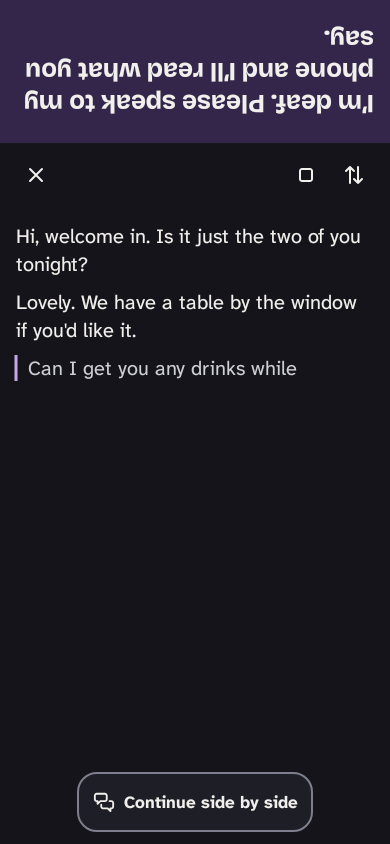 I'm deaf. Please speak to my
phone and I'll read what you
say.
Hi, welcome in. Is it just the two of you
tonight?
Lovely. We have a table by the window
if you'd like it.
Can I get you any drinks while
Continue side by side